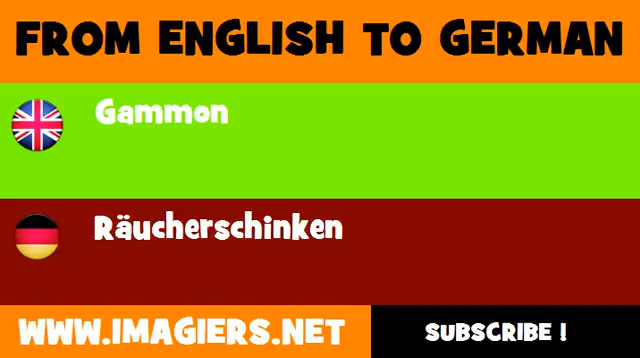 FROM ENGLISH TO GERMAN
Gammon
Räucherschinken
WWW.IMAGIERS.NET
SUBSCRIBE !